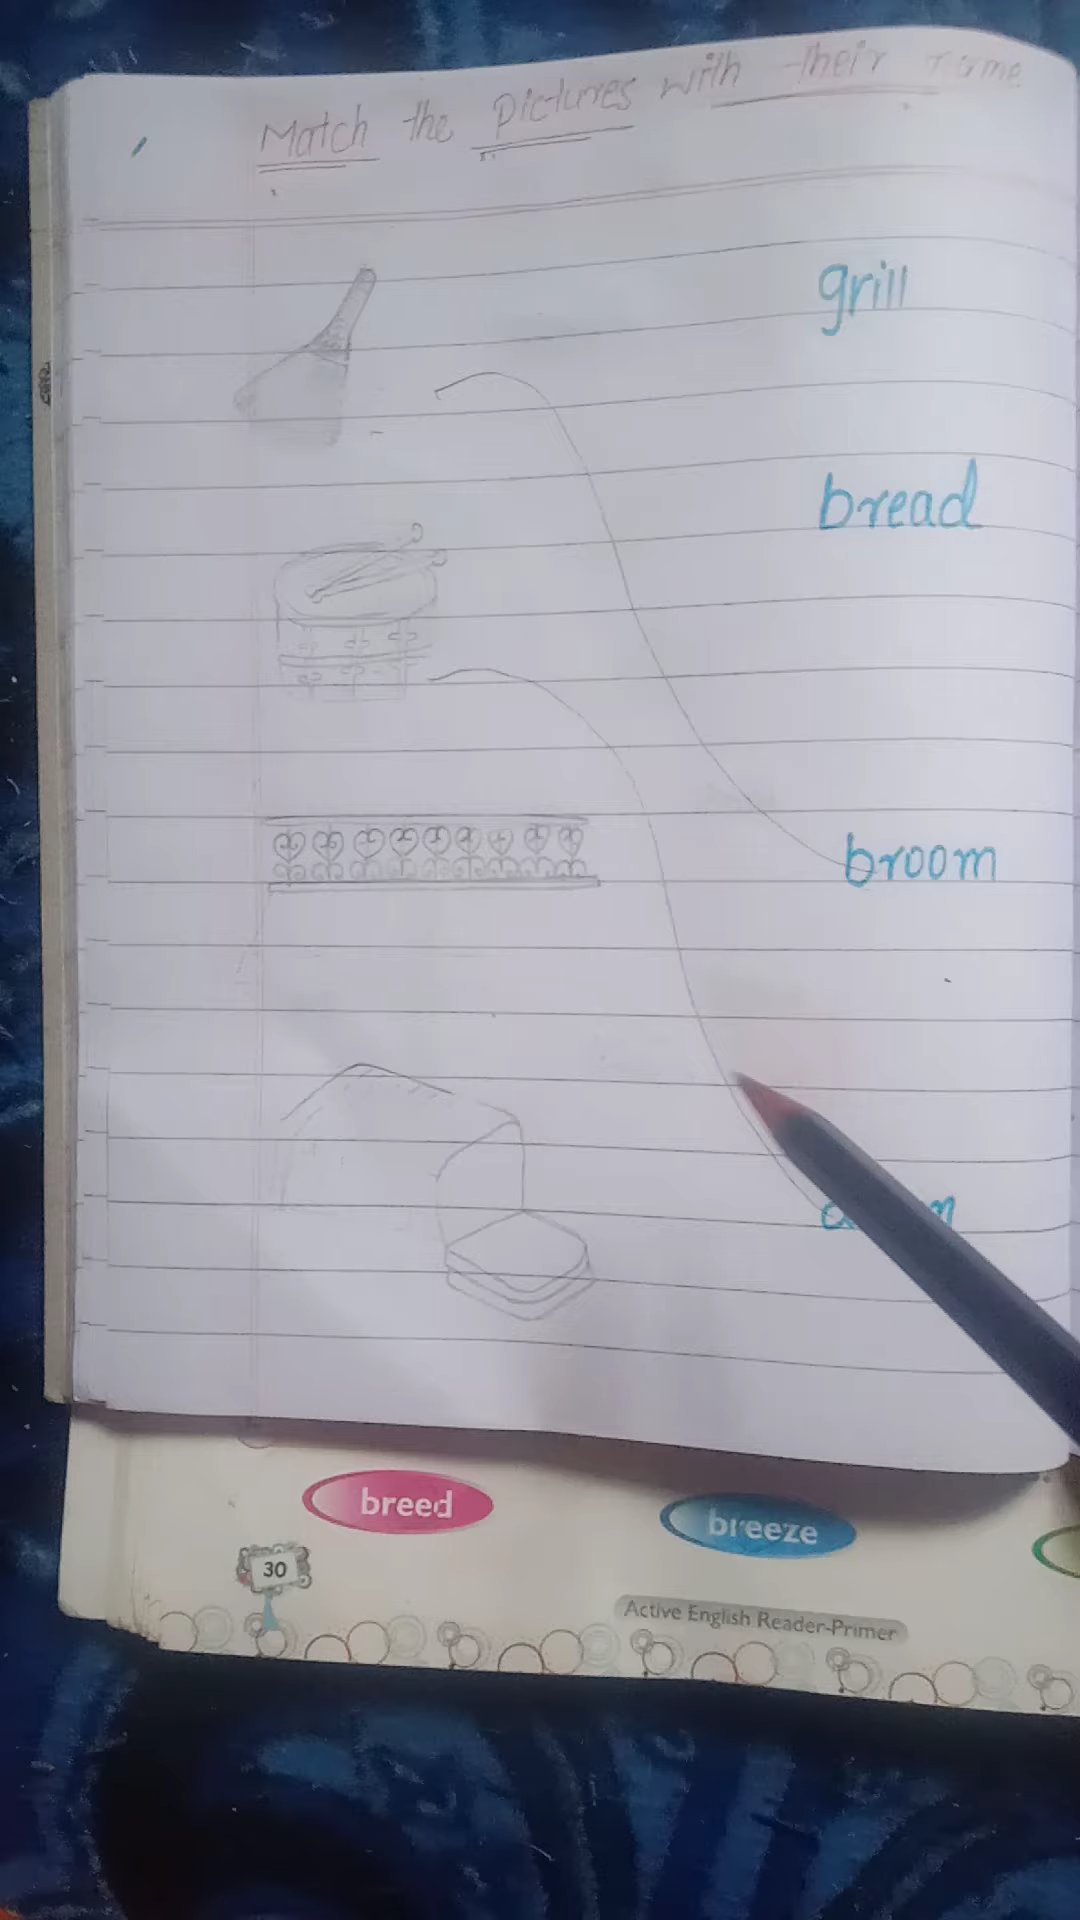 Match the Pictures with their name
grill
bread
broom
breed
breeze
30
Active English Reader-Primer